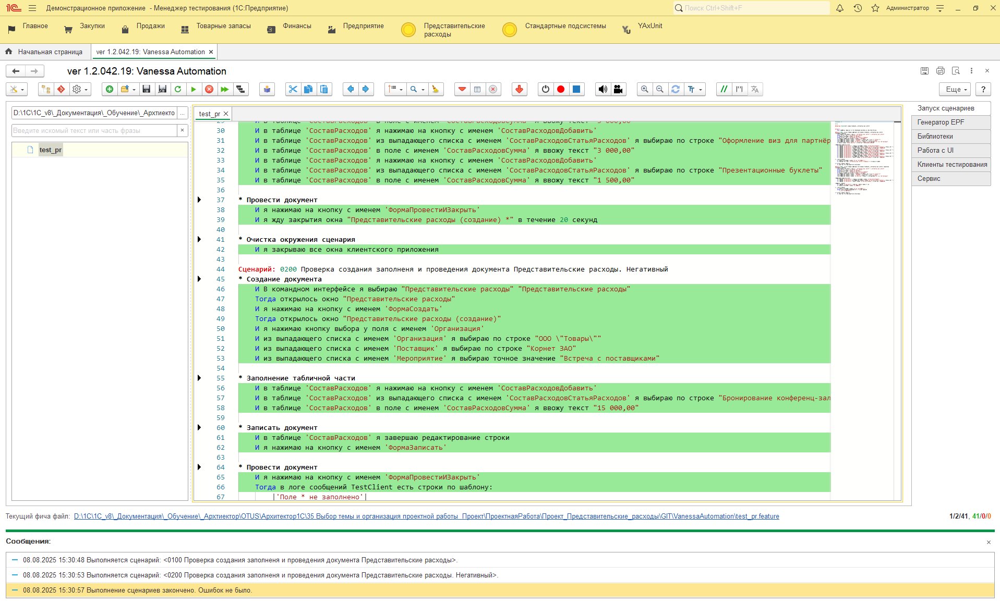 Демонстрационное приложение - Менеджер тестирования (1С:Предприятие)
Поиск Ctrl+Shift+F
Администратор
Главное
Закупки
Продажи
Товарные запасы
Финансы
Предприятие
Представительские расходы
Стандартные подсистемы
YAxUnit
Начальная страница
ver 1.2.042.19: Vanessa Automation ×
ver 1.2.042.19: Vanessa Automation
Еще
?
D:\1С\1C_v8\_Документация\_Обучение\_Архтиекто ...
Введите искомый текст или часть фразы ×
test_pr
test_pr ×
29 И в таблице 'СоставРасходов' в поле с именем 'СоставРасходовСумма' я ввожу текст "5 000,00"
30 И в таблице 'СоставРасходов' я нажимаю на кнопку с именем 'СоставРасходовДобавить'
31 И в таблице 'СоставРасходов' из выпадающего списка с именем 'СоставРасходовСтатьяРасходов' я выбираю по строке "Оформление виз для партнёр
32 И в таблице 'СоставРасходов' в поле с именем 'СоставРасходовСумма' я ввожу текст "3 000,00"
33 И в таблице 'СоставРасходов' я нажимаю на кнопку с именем 'СоставРасходовДобавить'
34 И в таблице 'СоставРасходов' из выпадающего списка с именем 'СоставРасходовСтатьяРасходов' я выбираю по строке "Презентационные буклеты"
35 И в таблице 'СоставРасходов' в поле с именем 'СоставРасходовСумма' я ввожу текст "1 500,00"
36
37 * Провести документ
38 И я нажимаю на кнопку с именем 'ФормаПровестиИЗакрыть'
39 И я жду закрытия окна "Представительские расходы (создание) *" в течение 20 секунд
40
41 * Очистка окружения сценария
42 И я закрываю все окна клиентского приложения
43
44 Сценарий: 0200 Проверка создания заполненя и проведения документа Представительские расходы. Негативный
45 * Создание документа
46 И В командном интерфейсе я выбираю "Представительские расходы" "Представительские расходы"
47 Тогда открылось окно "Представительские расходы"
48 И я нажимаю на кнопку с именем 'ФормаСоздать'
49 Тогда открылось окно "Представительские расходы (создание)"
50 И я нажимаю кнопку выбора у поля с именем 'Организация'
51 И из выпадающего списка с именем 'Организация' я выбираю по строке "ООО \"Товары\""
52 И из выпадающего списка с именем 'Поставщик' я выбираю по строке "Корнет ЗАО"
53 И из выпадающего списка с именем 'Мероприятие' я выбираю точное значение "Встреча с поставщиками"
54
55 * Заполнение табличной части
56 И в таблице 'СоставРасходов' я нажимаю на кнопку с именем 'СоставРасходовДобавить'
57 И в таблице 'СоставРасходов' из выпадающего списка с именем 'СоставРасходовСтатьяРасходов' я выбираю по строке "Бронирование конференц-зал
58 И в таблице 'СоставРасходов' в поле с именем 'СоставРасходовСумма' я ввожу текст "15 000,00"
59
60 * Записать документ
61 И в таблице 'СоставРасходов' я завершаю редактирование строки
62 И я нажимаю на кнопку с именем 'ФормаЗаписать'
63
64 * Провести документ
65 И я нажимаю на кнопку с именем 'ФормаПровестиИЗакрыть'
66 Тогда в логе сообщений TestClient есть строки по шаблону:
67 |'Поле * не заполнено'|
Запуск сценариев
Генератор EPF
Библиотеки
Работа с UI
Клиенты тестирования
Сервис
Текущий фича файл: D:\1С\1C_v8\_Документация\_Обучение\_Архтиектор\OTUS\Архитектор1С\35 Выбор темы и организация проектной работы_Проект\ПроектнаяРабота\Проект_Представительские_расходы\GIT\VanessaAutomation\test_pr.feature
1/2/41, 41/0/0
Сообщения:
08.08.2025 15:30:48 Выполняется сценарий: <0100 Проверка создания заполненя и проведения документа Представительские расходы>.
08.08.2025 15:30:53 Выполняется сценарий: <0200 Проверка создания заполненя и проведения документа Представительские расходы. Негативный>.
08.08.2025 15:30:57 Выполнение сценариев закончено. Ошибок не было.